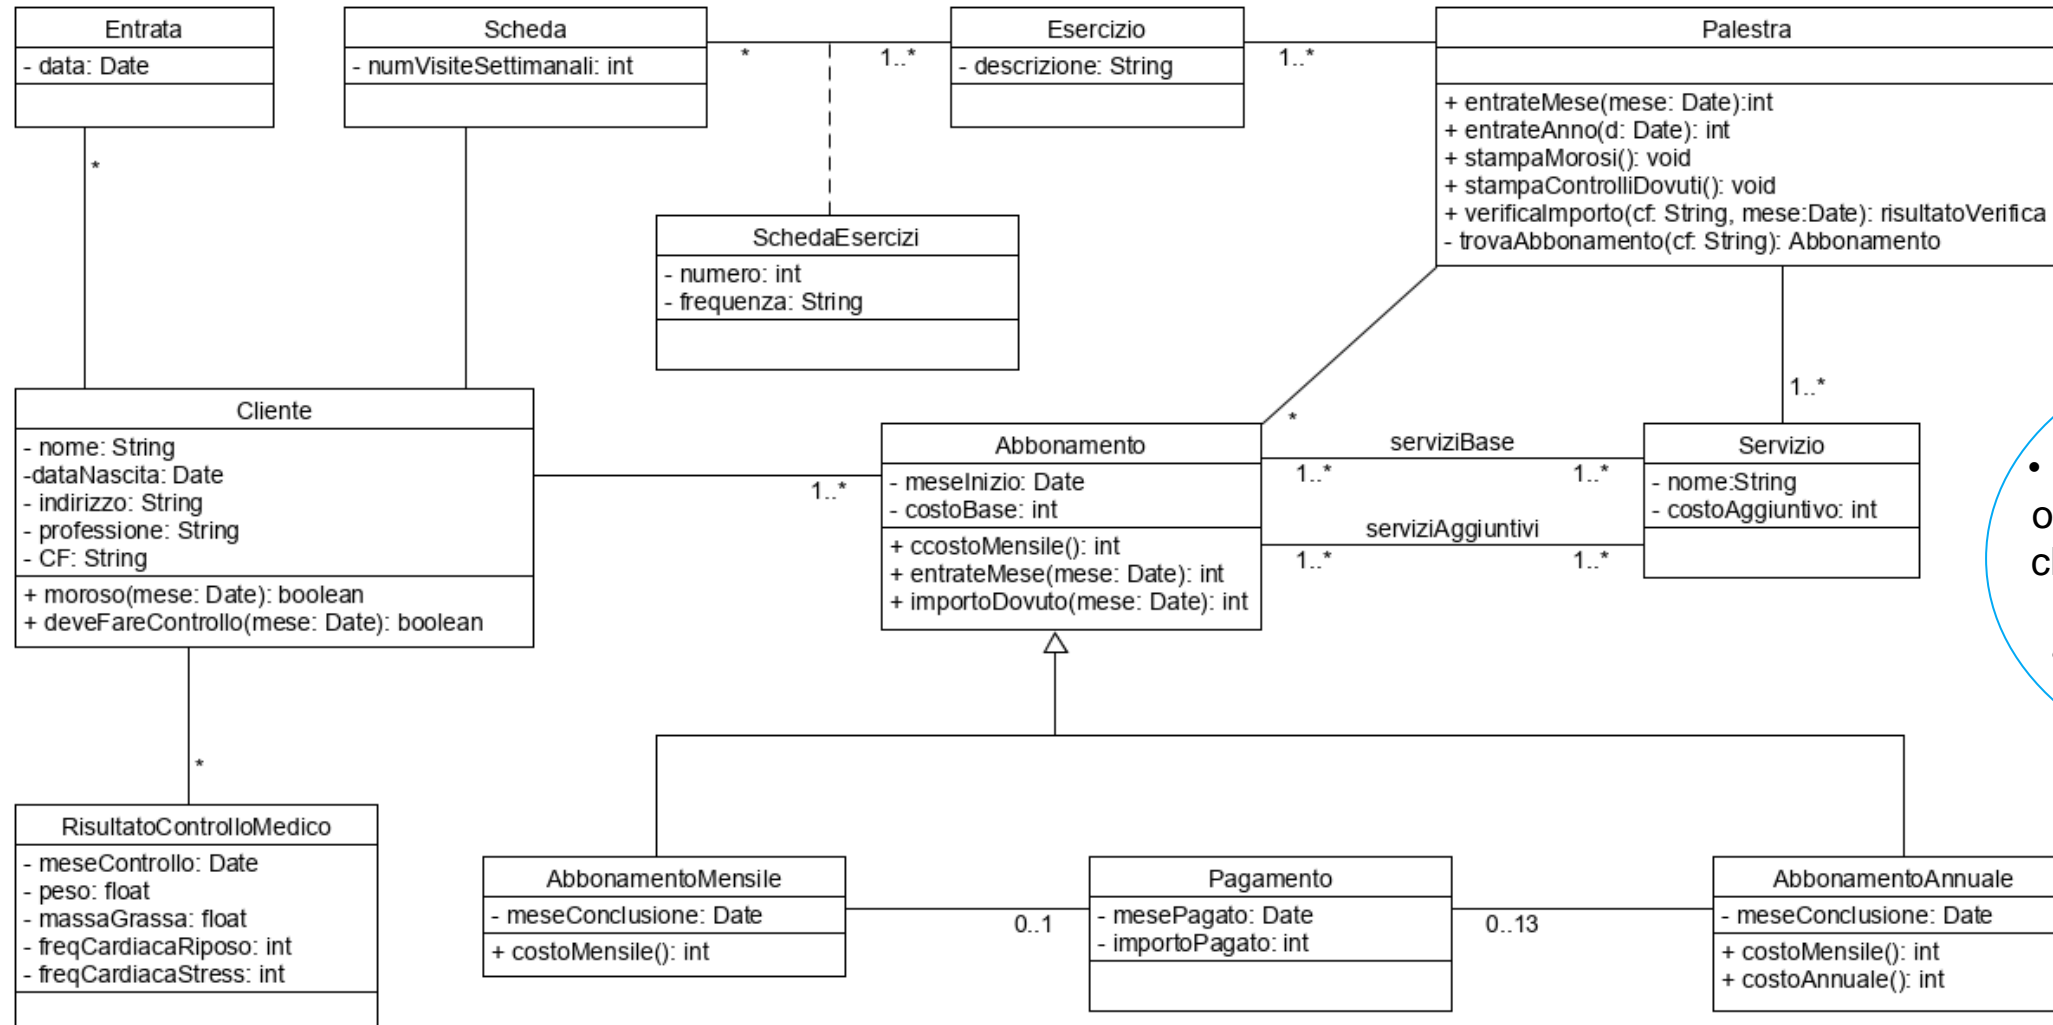 Entrata
- data: Date
*
Scheda
- numVisiteSettimanali: int
*
1..*
Esercizio
- descrizione: String
1..*
Palestra
+ entrateMese(mese: Date):int
+ entrateAnno(d: Date): int
+ stampaMorosi(): void
+ stampaControlliDovuti(): void
+ verificaImporto(cf: String, mese:Date): risultatoVerifica
- trovaAbbonamento(cf: String): Abbonamento
SchedaEsercizi
- numero: int
- frequenza: String
Cliente
- nome: String
-dataNascita: Date
- indirizzo: String
- professione: String
- CF: String
+ moroso(mese: Date): boolean
+ deveFareControllo(mese: Date): boolean
1..*
*
Abbonamento
- meseInizio: Date
- costoBase: int
+ ccostoMensile(): int
+ entrateMese(mese: Date): int
+ importoDovuto(mese: Date): int
serviziBase
1..*
1..*
serviziAggiuntivi
1..*
1..*
1..*
Servizio
- nome:String
- costoAggiuntivo: int
*
RisultatoControlloMedico
- meseControllo: Date
- peso: float
- massaGrassa: float
- freqCardiacaRiposo: int
- freqCardiacaStress: int
AbbonamentoMensile
- meseConclusione: Date
+ costoMensile(): int
0..1
Pagamento
- mesePagato: Date
- importoPagato: int
0..13
AbbonamentoAnnuale
- meseConclusione: Date
+ costoMensile(): int
+ costoAnnuale(): int